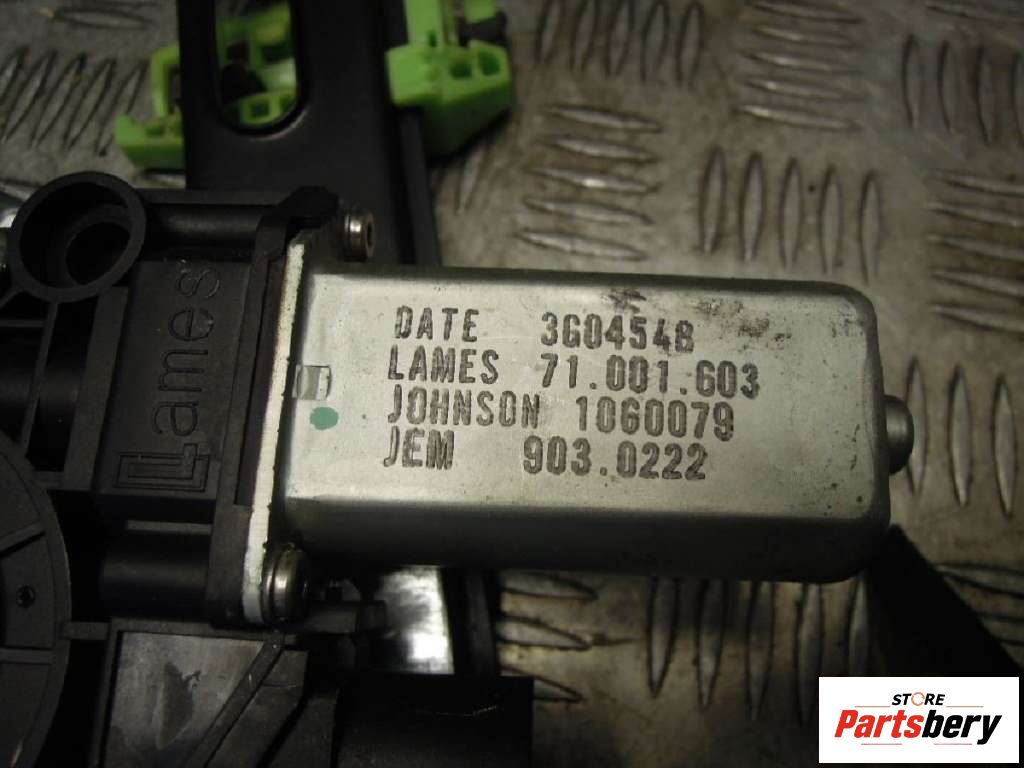 Lames
DATE 3G0454B
LAMES 71.001.603
JOHNSON 1060079
JEM 903.0222
STORE
Partsbery